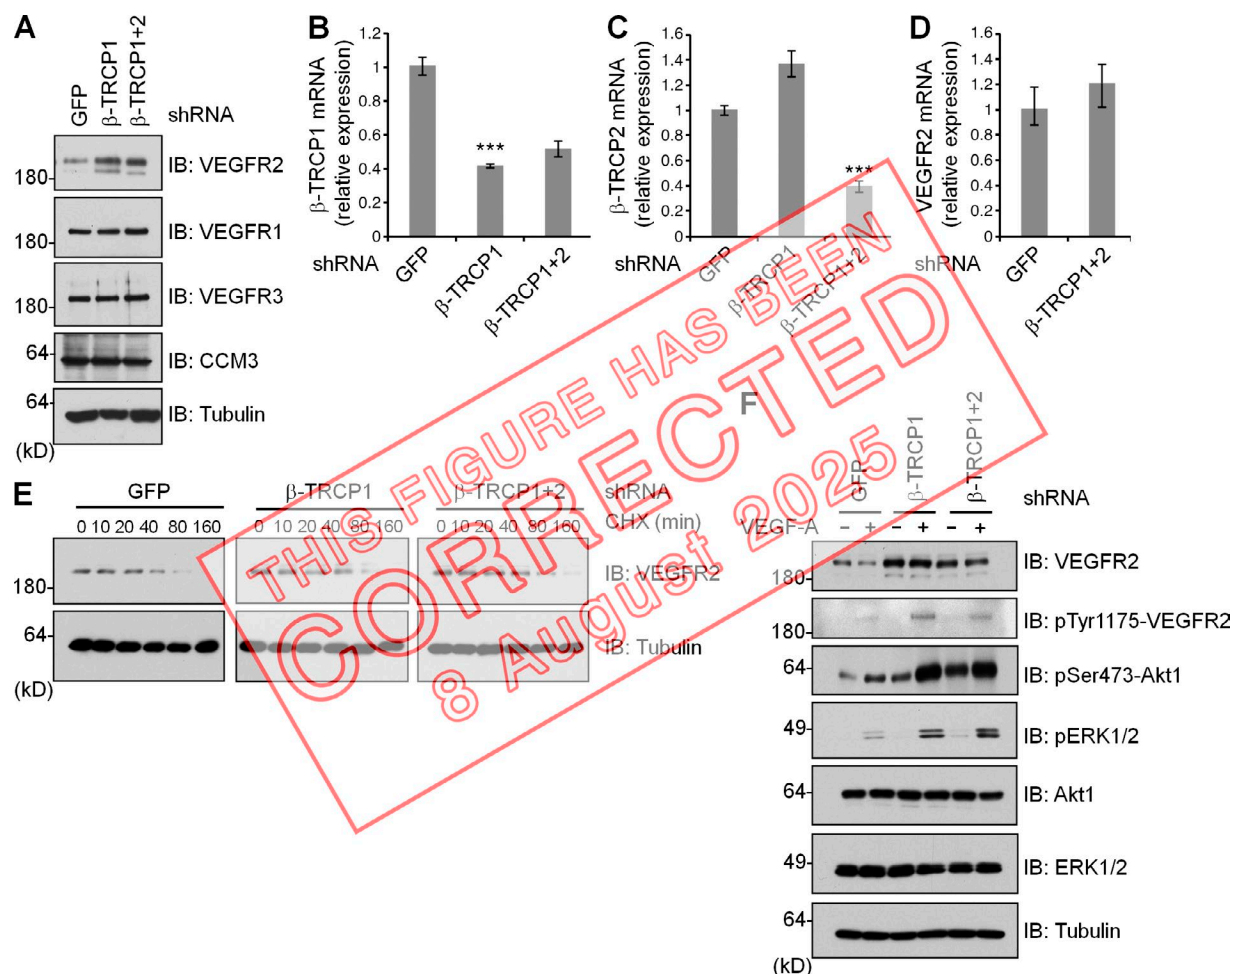 A
GFP
β-TRCP1
β-TRCP1+2
shRNA
IB: VEGFR2
180
IB: VEGFR1
180
IB: VEGFR3
180
64
IB: CCM3
64
IB: Tubulin
(kD)
B
β-TRCP1 mRNA
(relative expression)
1.2
1
0.8
0.6
0.4
0.2
0
***
shRNA
GFP
β-TRCP1
β-TRCP1+2
C
β-TRCP2 mRNA
(relative expression)
1.6
1.4
1.2
1
0.8
0.6
0.4
0.2
0
***
shRNA
GFP
β-TRCP1
β-TRCP1+2
D
VEGFR2 mRNA
(relative expression)
1.6
1.4
1.2
1
0.8
0.6
0.4
0.2
0
shRNA
GFP
β-TRCP1+2
THIS FIGURE HAS BEEN
CORRECTED
8 August 2025
E
GFP
β-TRCP1
β-TRCP1+2
shRNA
0 10 20 40 80 160
0 10 20 40 80 160
0 10 20 40 80 160
CHX (min)
180
IB: VEGFR2
64
IB: Tubulin
(kD)
F
GFP
β-TRCP1
β-TRCP1+2
shRNA
VEGF-A
− + − + − +
180
IB: VEGFR2
180
IB: pTyr1175-VEGFR2
64
IB: pSer473-Akt1
49
IB: pERK1/2
64
IB: Akt1
49
IB: ERK1/2
64
IB: Tubulin
(kD)